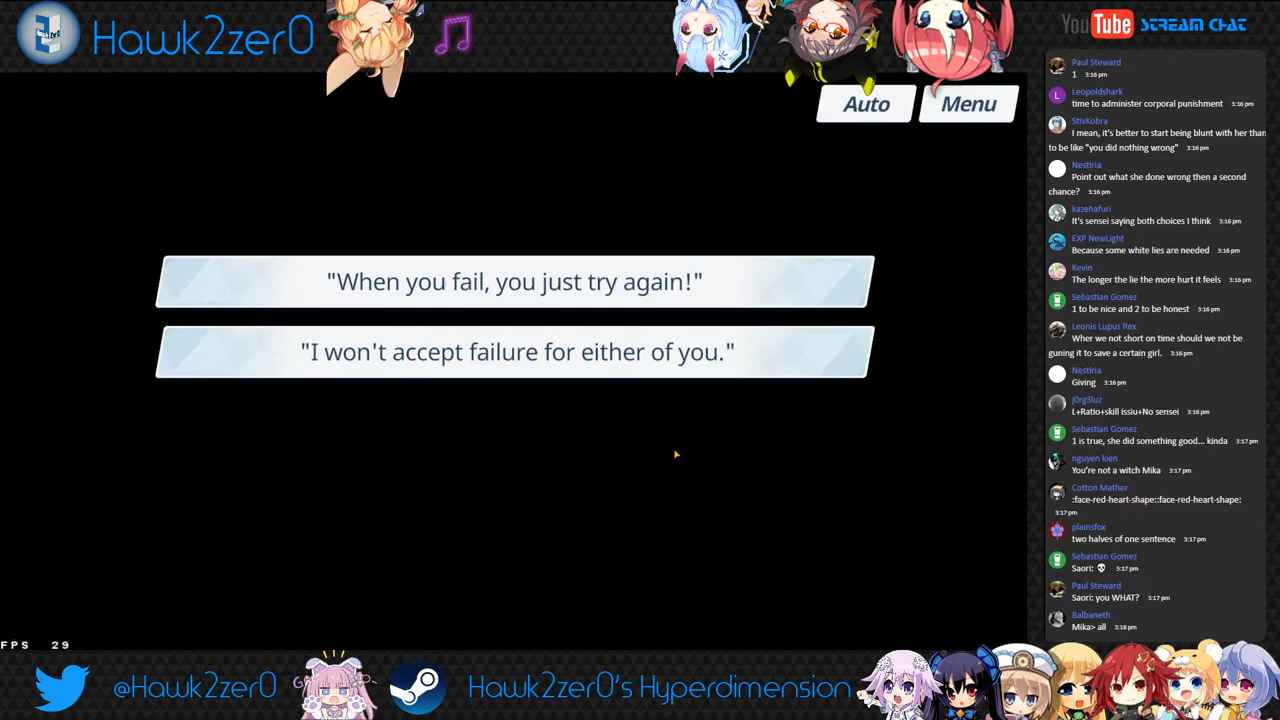 Hawk2zer0
YouTube STREAM CHAT
Auto
Menu
"When you fail, you just try again!"
"I won't accept failure for either of you."
Paul Steward
1 3:16 pm
L
Leopoldshark
time to administer corporal punishment 3:16 pm
StivKobra
I mean, it's better to start being blunt with her than
to be like "you did nothing wrong" 3:16 pm
Nestiria
Point out what she done wrong then a second
chance? 3:16 pm
kazehafuri
It's sensei saying both choices I think 3:16 pm
EXP NewLight
Because some white lies are needed 3:16 pm
Kevin
The longer the lie the more hurt it feels 3:16 pm
Sebastian Gomez
1 to be nice and 2 to be honest 3:16 pm
Leonis Lupus Rex
Wher we not short on time should we not be
guning it to save a certain girl. 3:16 pm
Nestiria
Giving 3:16 pm
j0rg3luz
L+Ratio+skill issiu+No sensei 3:16 pm
Sebastian Gomez
1 is true, she did something good... kinda 3:17 pm
nguyen kien
You're not a witch Mika 3:17 pm
Cotton Mather
:face-red-heart-shape::face-red-heart-shape:
3:17 pm
plainsfox
two halves of one sentence 3:17 pm
Sebastian Gomez
Saori: 💀 3:17 pm
Paul Steward
Saori: you WHAT? 3:17 pm
Balbaneth
Mika> all 3:18 pm
FPS 29
@Hawk2zer0
Hawk2zer0's Hyperdimension